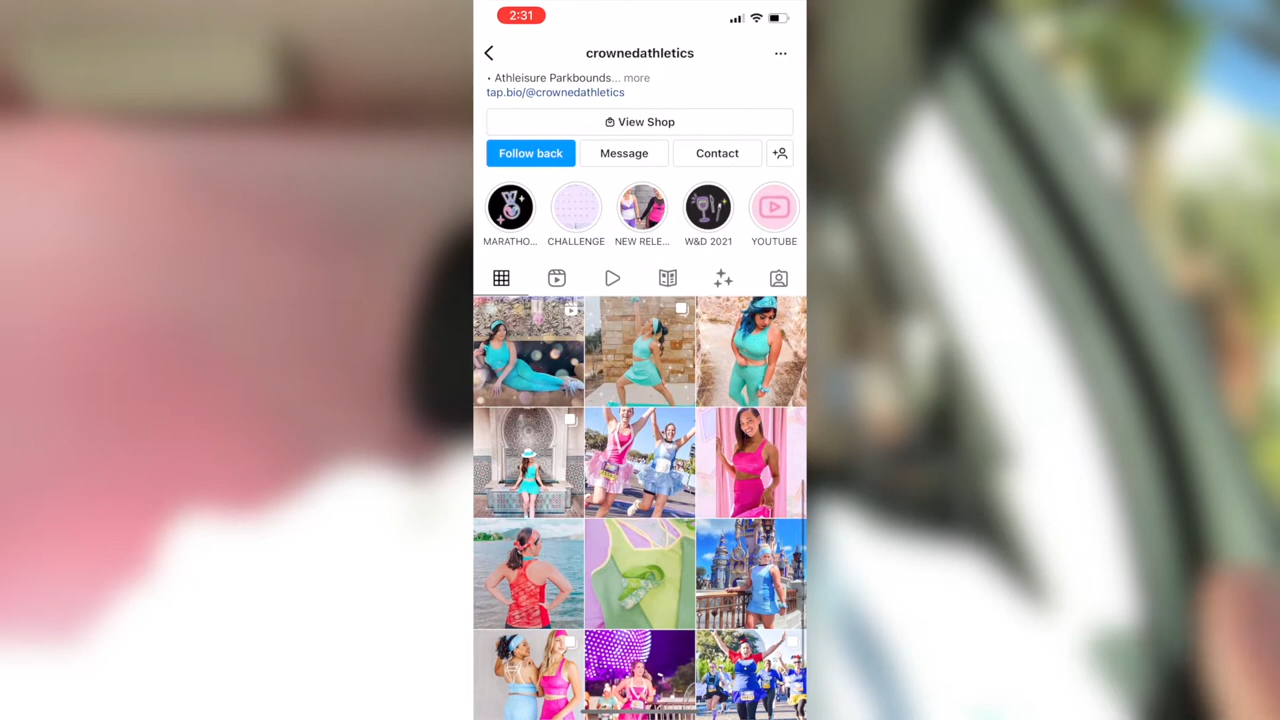 2:31
crownedathletics
• Athleisure Parkbounds... more
tap.bio/@crownedathletics
View Shop
Follow back Message Contact
MARATHO... CHALLENGE NEW RELE... W&D 2021 YOUTUBE